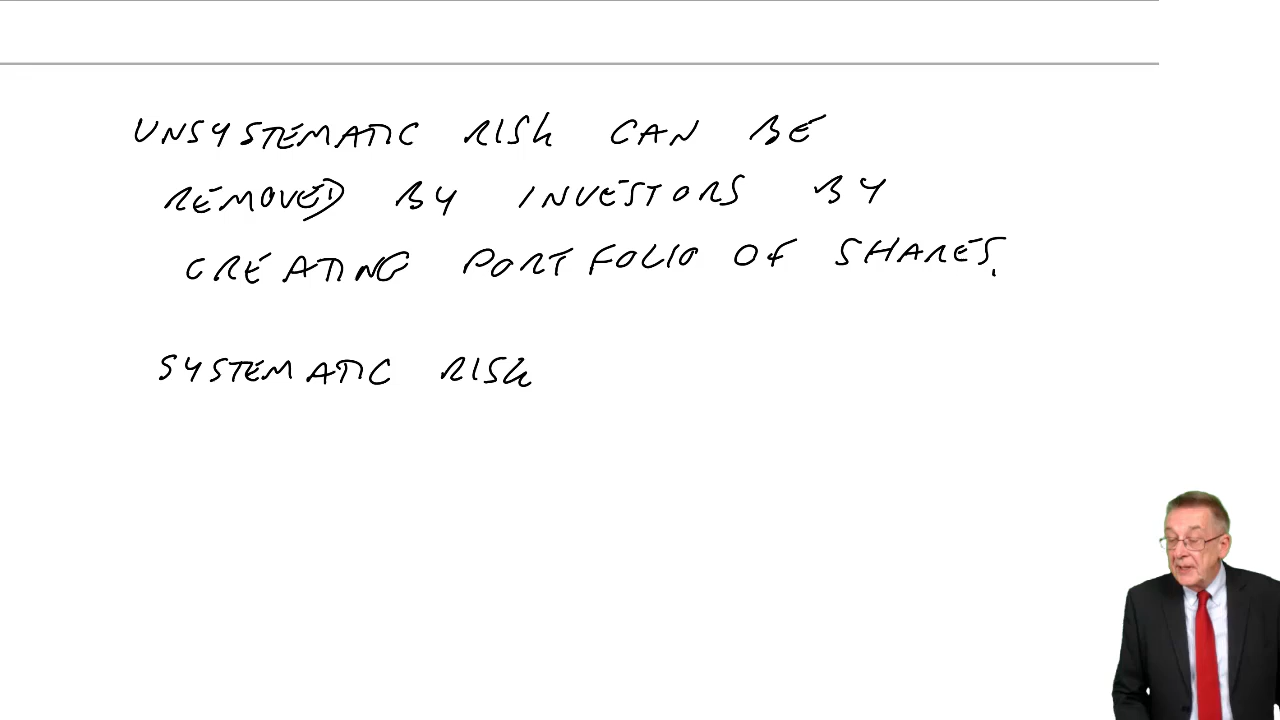 UNSYSTEMATIC RISK CAN BE
REMOVED BY INVESTORS BY
CREATING PORTFOLIO OF SHARES.
SYSTEMATIC RISK